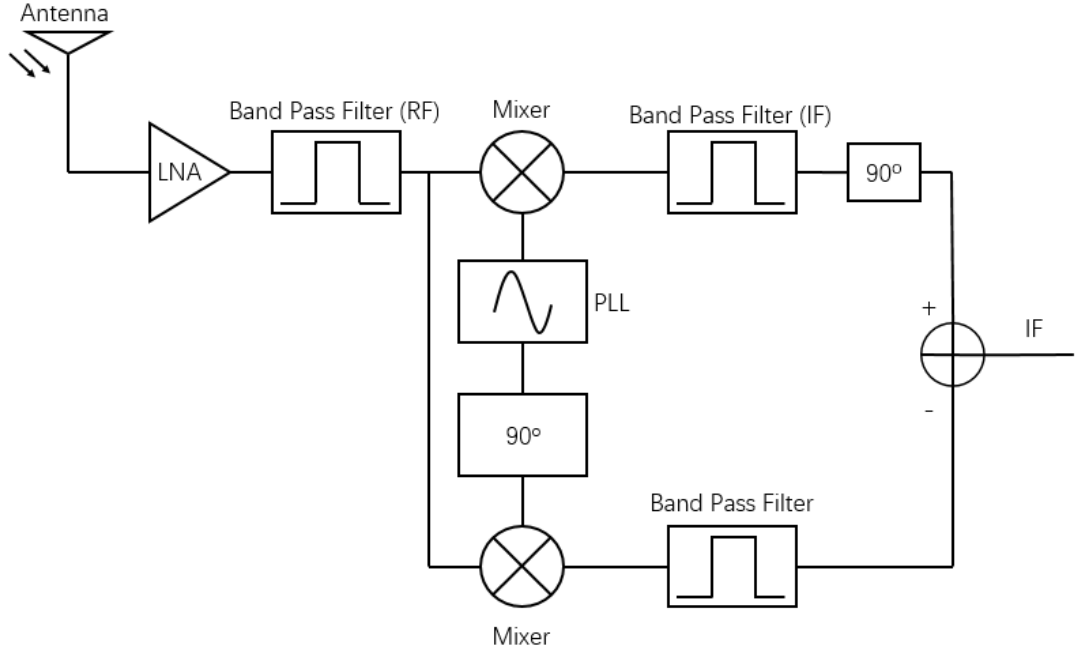 Antenna
LNA
Band Pass Filter (RF)
Mixer
Band Pass Filter (IF)
90º
PLL
+
IF
-
90º
Band Pass Filter
Mixer